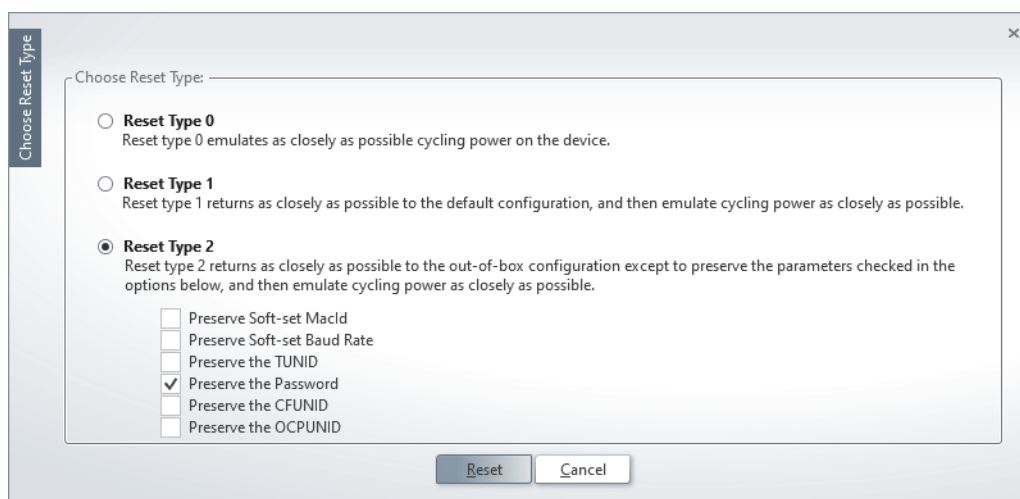 Choose Reset Type
×
Choose Reset Type:
Reset Type 0
Reset type 0 emulates as closely as possible cycling power on the device.
Reset Type 1
Reset type 1 returns as closely as possible to the default configuration, and then emulate cycling power as closely as possible.
Reset Type 2
Reset type 2 returns as closely as possible to the out-of-box configuration except to preserve the parameters checked in the
options below, and then emulate cycling power as closely as possible.
Preserve Soft-set MacId
Preserve Soft-set Baud Rate
Preserve the TUNID
Preserve the Password
Preserve the CFUNID
Preserve the OCPUNID
Reset
Cancel